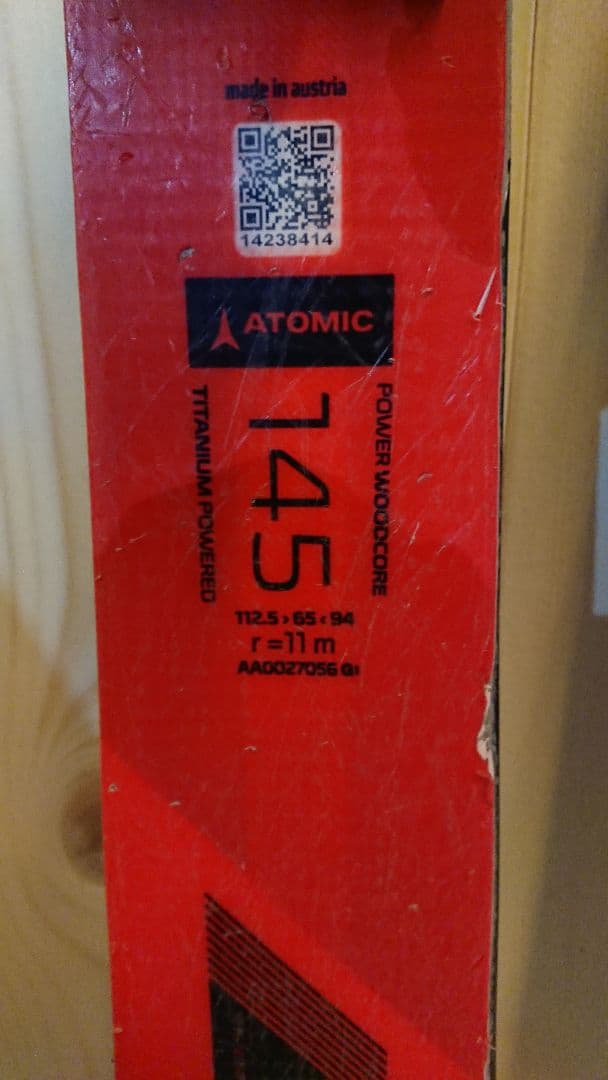 made in austria
14238414
ATOMIC
POWER WOODCORE
145
TITANIUM POWERED
112.5 › 65 ‹ 94
r=11 m
AA0027056